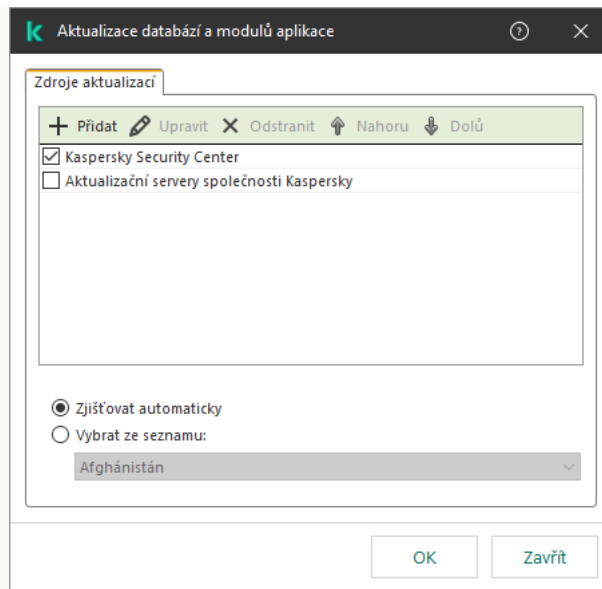 Aktualizace databází a modulů aplikace
Zdroje aktualizací
Přidat Upravit Odstranit Nahoru Dolů
Kaspersky Security Center
Aktualizační servery společnosti Kaspersky
Zjišťovat automaticky
Vybrat ze seznamu:
Afghánistán
OK Zavřít